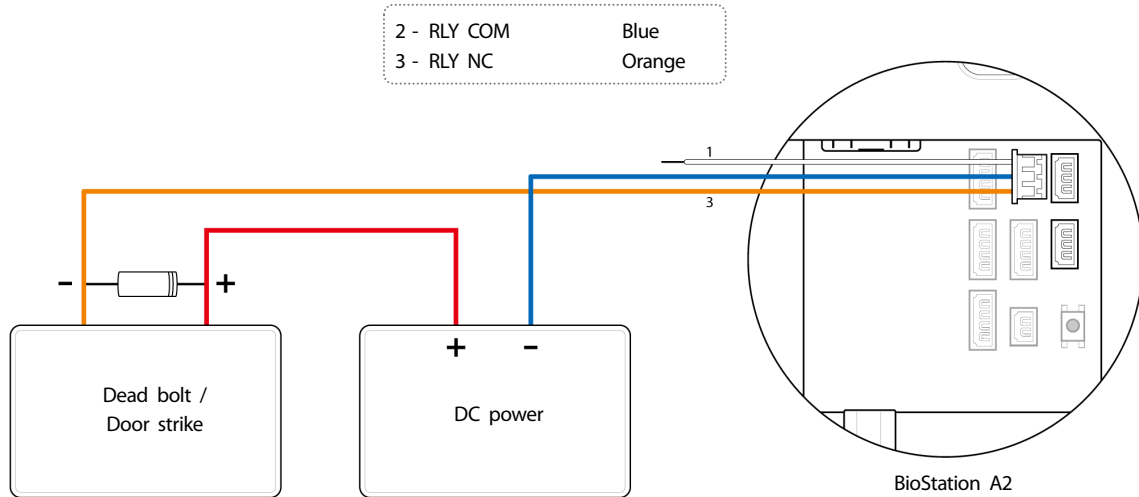 2 - RLY COM Blue
3 - RLY NC Orange
1
3
- +
+ -
Dead bolt /
Door strike
DC power
BioStation A2